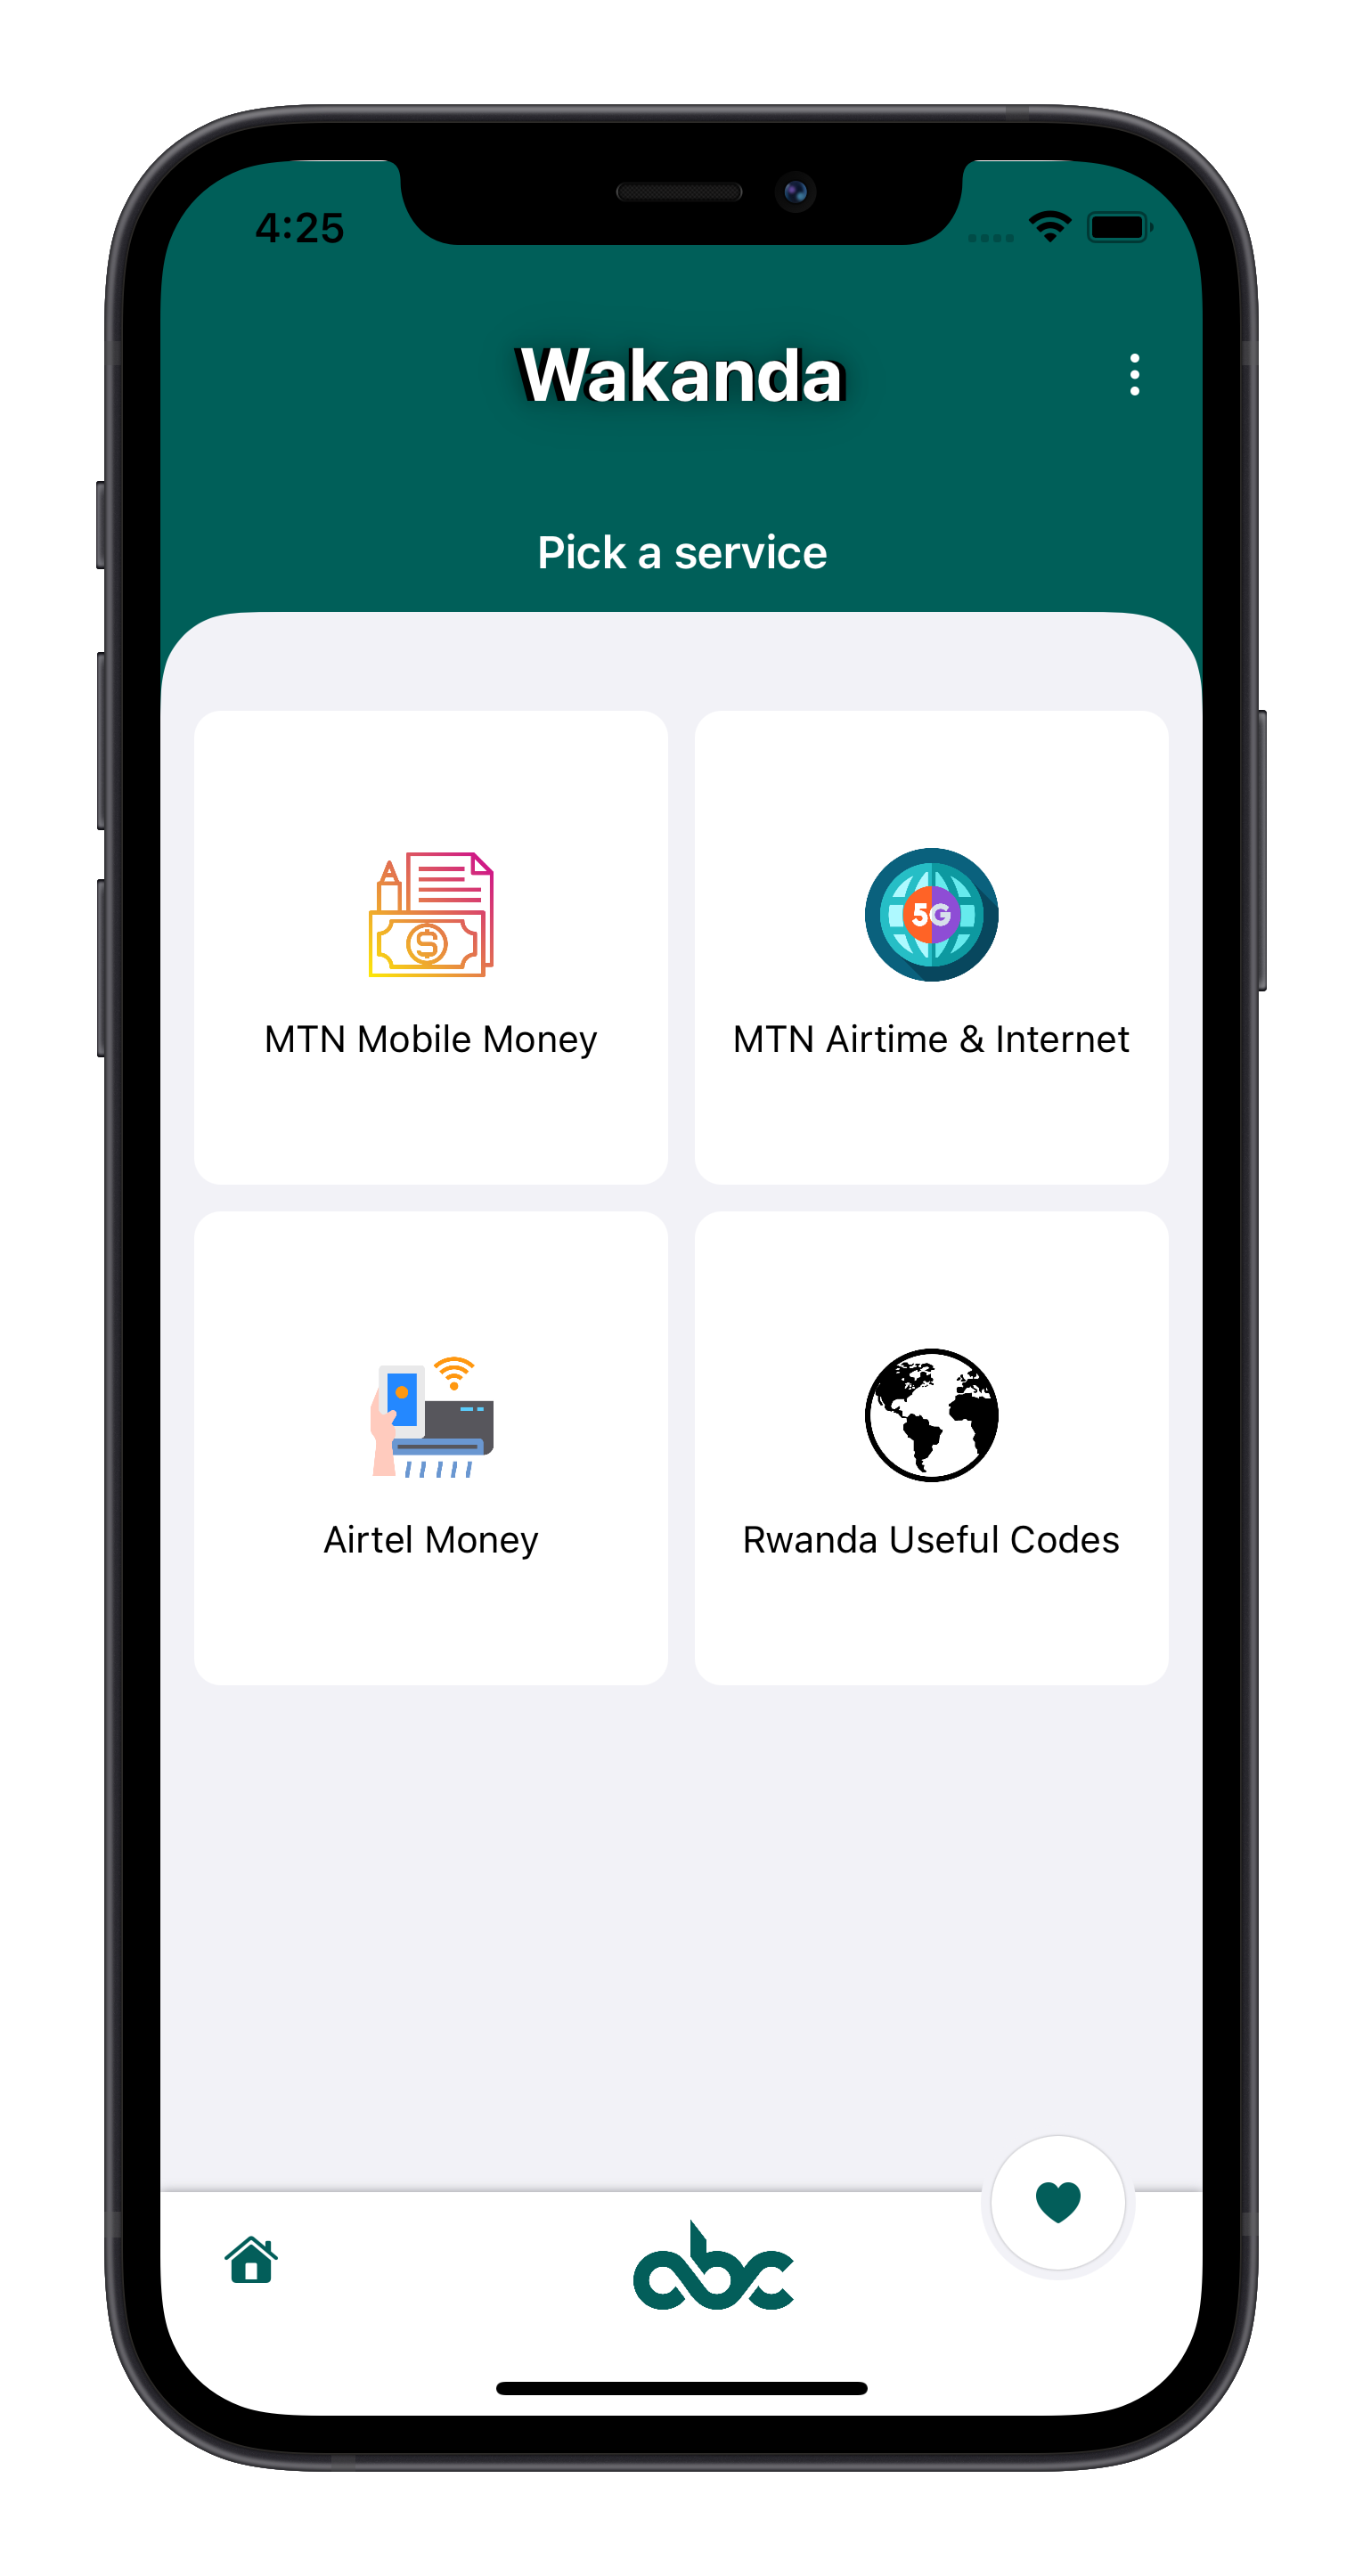 4:25
Wakanda
Pick a service
5G
MTN Mobile Money
MTN Airtime & Internet
Airtel Money
Rwanda Useful Codes
abc